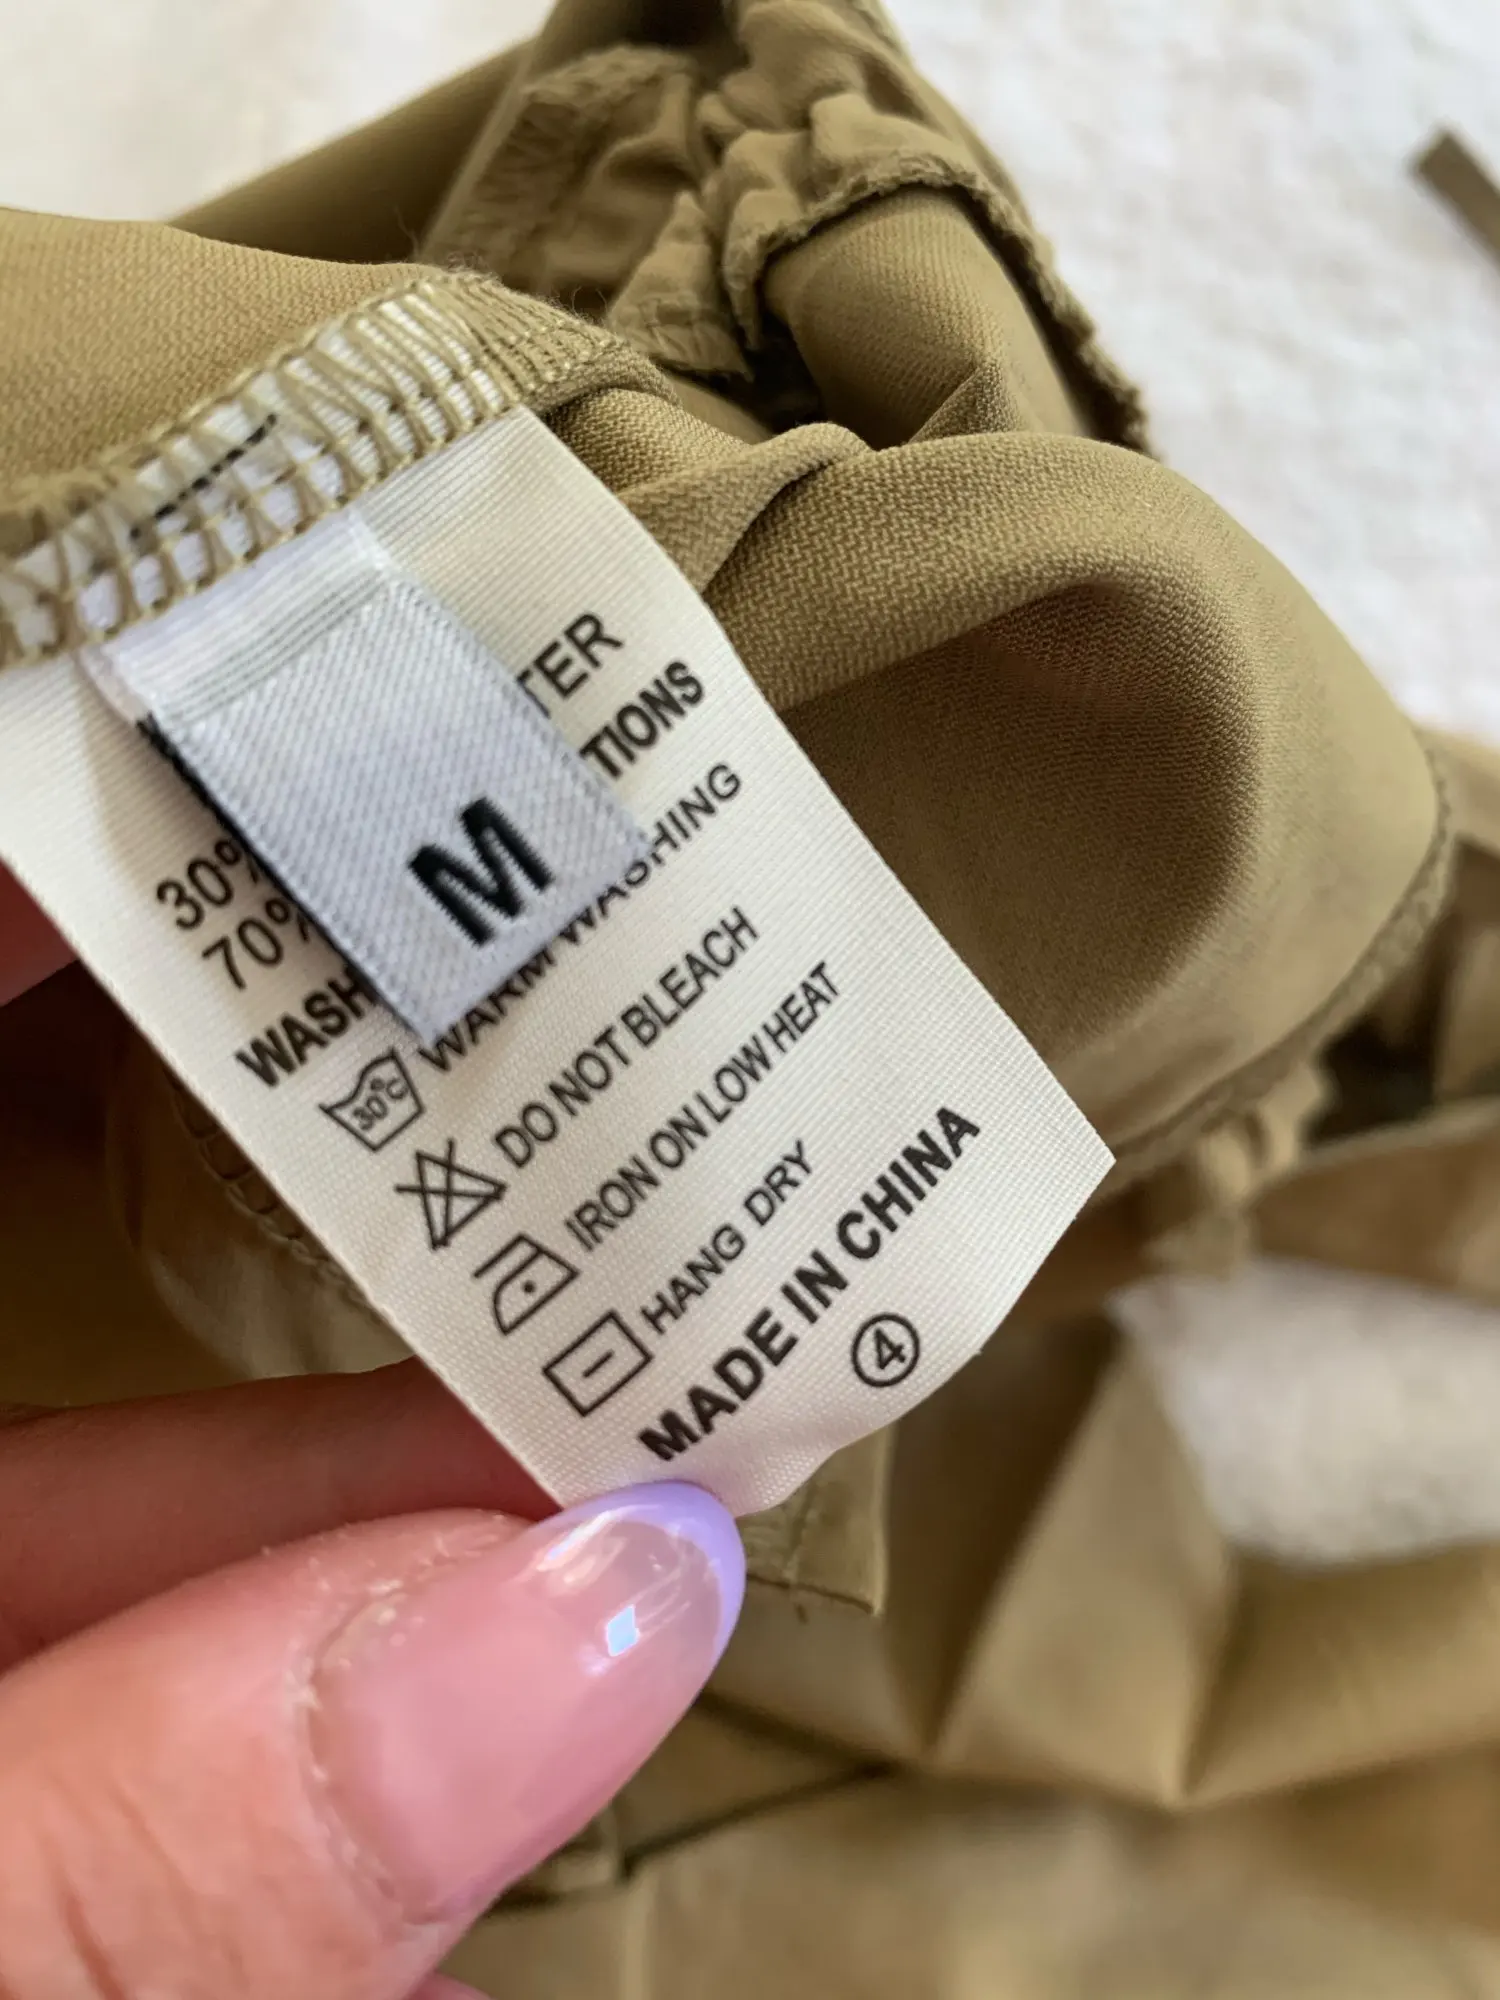 M
30%
70%
WASH
TIONS
30°C WARM WASHING
DO NOT BLEACH
IRON ON LOW HEAT
HANG DRY
MADE IN CHINA
4